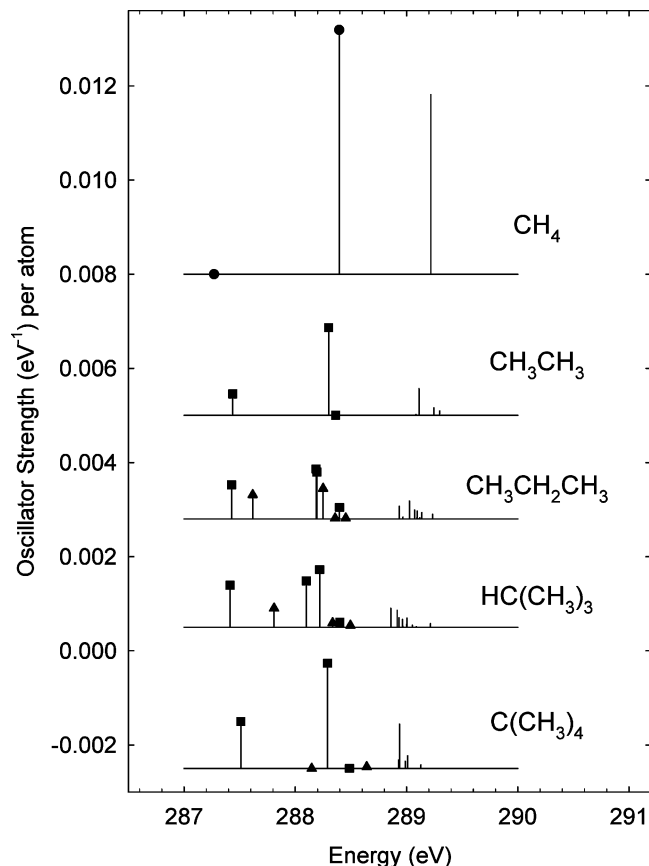 Oscillator Strength (eV⁻¹) per atom
0.012
0.010
0.008
0.006
0.004
0.002
0.000
-0.002
CH₄
CH₃CH₃
CH₃CH₂CH₃
HC(CH₃)₃
C(CH₃)₄
287 288 289 290 291
Energy (eV)